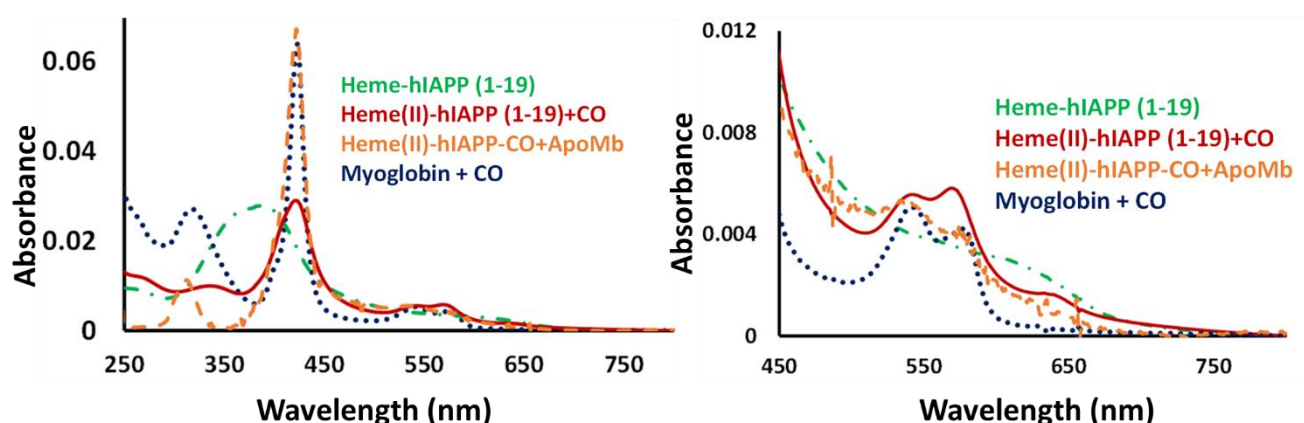 Absorbance
0.06
0.04
0.02
0
Heme-hIAPP (1-19)
Heme(II)-hIAPP (1-19)+CO
Heme(II)-hIAPP-CO+ApoMb
Myoglobin + CO
250 350 450 550 650 750
Wavelength (nm)
Absorbance
0.012
0.008
0.004
0
Heme-hIAPP (1-19)
Heme(II)-hIAPP (1-19)+CO
Heme(II)-hIAPP-CO+ApoMb
Myoglobin + CO
450 550 650 750
Wavelength (nm)